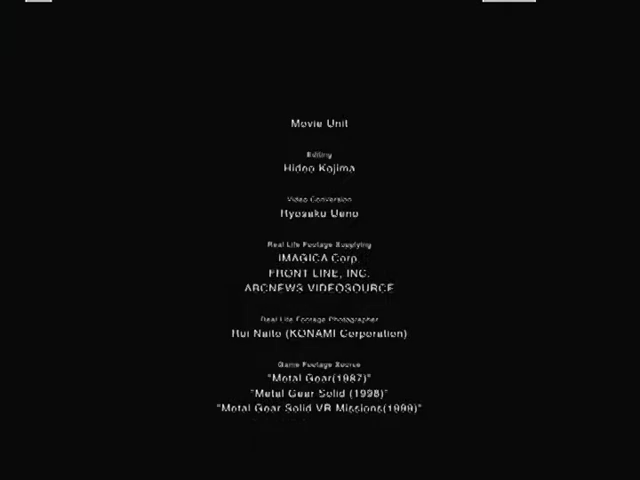 Movie Unit
Editing
Hideo Kojima
Video Conversion
Ryosaku Ueno
Real Life Footage Supplying
IMAGICA Corp.
FRONT LINE, INC.
ABCNEWS VIDEOSOURCE
Real Life Footage Photographer
Rui Naito (KONAMI Corporation)
Game Footage Source
"Metal Gear(1987)"
"Metal Gear Solid (1998)"
"Metal Gear Solid VR Missions(1999)"